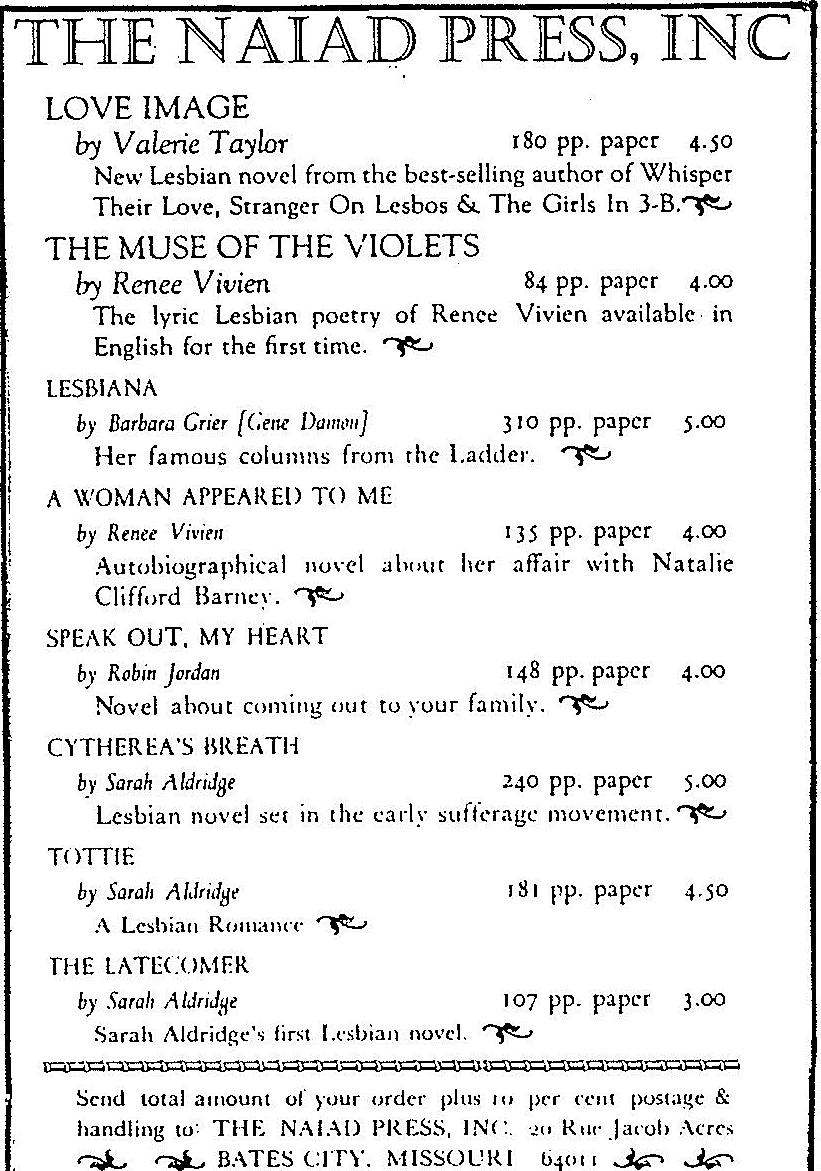 THE NAIAD PRESS, INC
LOVE IMAGE
by Valerie Taylor 180 pp. paper 4.50
New Lesbian novel from the best-selling author of Whisper
Their Love, Stranger On Lesbos & The Girls In 3-B.
THE MUSE OF THE VIOLETS
by Renee Vivien 84 pp. paper 4.00
The lyric Lesbian poetry of Renee Vivien available in
English for the first time.
LESBIANA
by Barbara Grier [Gene Damon] 310 pp. paper 5.00
Her famous columns from the Ladder.
A WOMAN APPEARED TO ME
by Renee Vivien 135 pp. paper 4.00
Autobiographical novel about her affair with Natalie
Clifford Barney.
SPEAK OUT, MY HEART
by Robin Jordan 148 pp. paper 4.00
Novel about coming out to your family.
CYTHEREA'S BREATH
by Sarah Aldridge 240 pp. paper 5.00
Lesbian novel set in the early sufferage movement.
TOTTIE
by Sarah Aldridge 181 pp. paper 4.50
A Lesbian Romance
THE LATECOMER
by Sarah Aldridge 107 pp. paper 3.00
Sarah Aldridge's first Lesbian novel.
Send total amount of your order plus 10 per cent postage &
handling to: THE NAIAD PRESS, INC. 20 Rue Jacob Acres
BATES CITY, MISSOURI 64011